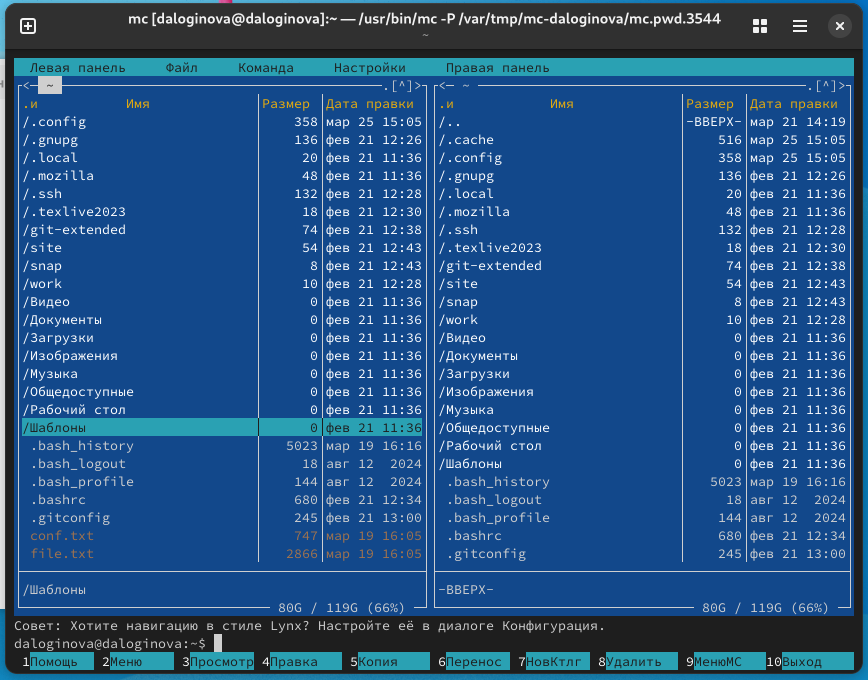 mc [daloginova@daloginova]:~ — /usr/bin/mc -P /var/tmp/mc-daloginova/mc.pwd.3544
~
Левая панель Файл Команда Настройки Правая панель
<— ~ .[^]> <— ~ .[^]>
.и Имя Размер Дата правки .и Имя Размер Дата правки
/.config 358 мар 25 15:05 /.. -ВВЕРХ- мар 21 14:19
/.gnupg 136 фев 21 12:26 /.cache 516 мар 25 15:05
/.local 20 фев 21 11:36 /.config 358 мар 25 15:05
/.mozilla 48 фев 21 11:36 /.gnupg 136 фев 21 12:26
/.ssh 132 фев 21 12:28 /.local 20 фев 21 11:36
/.texlive2023 18 фев 21 12:30 /.mozilla 48 фев 21 11:36
/git-extended 74 фев 21 12:38 /.ssh 132 фев 21 12:28
/site 54 фев 21 12:43 /.texlive2023 18 фев 21 12:30
/snap 8 фев 21 12:43 /git-extended 74 фев 21 12:38
/work 10 фев 21 12:28 /site 54 фев 21 12:43
/Видео 0 фев 21 11:36 /snap 8 фев 21 12:43
/Документы 0 фев 21 11:36 /work 10 фев 21 12:28
/Загрузки 0 фев 21 11:36 /Видео 0 фев 21 11:36
/Изображения 0 фев 21 11:36 /Документы 0 фев 21 11:36
/Музыка 0 фев 21 11:36 /Загрузки 0 фев 21 11:36
/Общедоступные 0 фев 21 11:36 /Изображения 0 фев 21 11:36
/Рабочий стол 0 фев 21 11:36 /Музыка 0 фев 21 11:36
/Шаблоны 0 фев 21 11:36 /Общедоступные 0 фев 21 11:36
.bash_history 5023 мар 19 16:16 /Рабочий стол 0 фев 21 11:36
.bash_logout 18 авг 12 2024 /Шаблоны 0 фев 21 11:36
.bash_profile 144 авг 12 2024 .bash_history 5023 мар 19 16:16
.bashrc 680 фев 21 12:34 .bash_logout 18 авг 12 2024
.gitconfig 245 фев 21 13:00 .bash_profile 144 авг 12 2024
conf.txt 747 мар 19 16:05 .bashrc 680 фев 21 12:34
file.txt 2866 мар 19 16:05 .gitconfig 245 фев 21 13:00
/Шаблоны -ВВЕРХ-
80G / 119G (66%) 80G / 119G (66%)
Совет: Хотите навигацию в стиле Lynx? Настройте её в диалоге Конфигурация.
daloginova@daloginova:~$
1Помощь 2Меню 3Просмотр 4Правка 5Копия 6Перенос 7НовКтлг 8Удалить 9МенюМС 10Выход